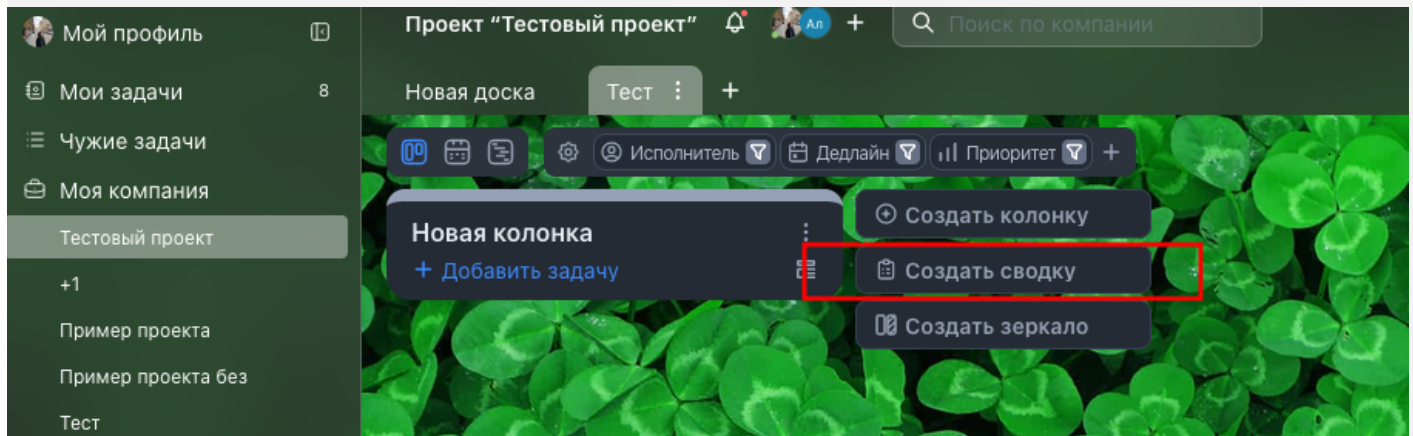 Мой профиль
Мои задачи 8
Чужие задачи
Моя компания
Тестовый проект
+1
Пример проекта
Пример проекта без
Тест
Проект “Тестовый проект”
Ал +
Поиск по компании
Новая доска Тест +
Исполнитель Дедлайн Приоритет +
Новая колонка
+ Добавить задачу
Создать колонку
Создать сводку
Создать зеркало